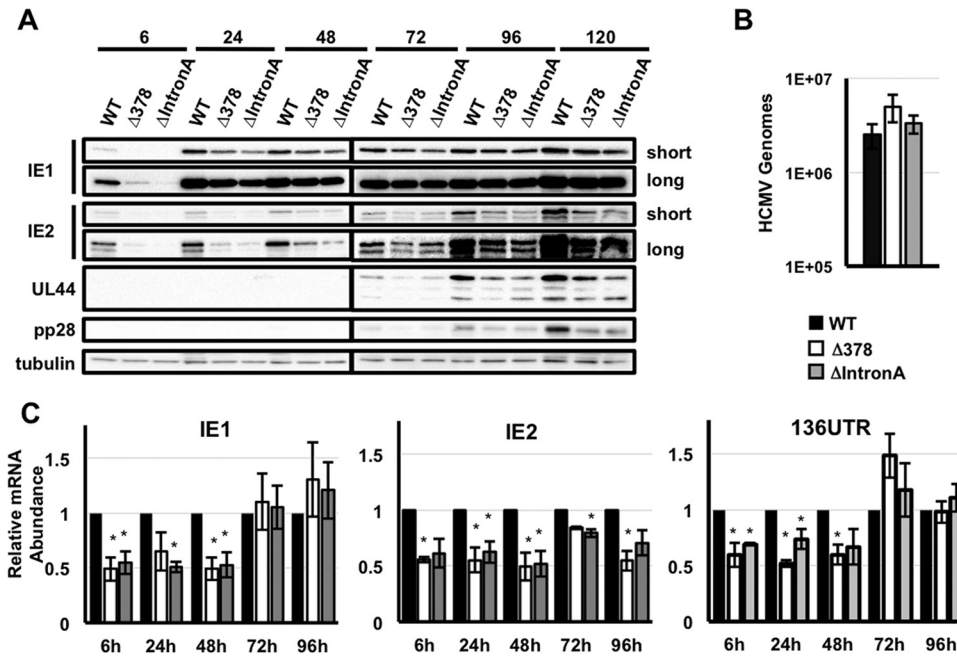 A
6 24 48 72 96 120
WT Δ378 ΔIntronA WT Δ378 ΔIntronA WT Δ378 ΔIntronA WT Δ378 ΔIntronA WT Δ378 ΔIntronA WT Δ378 ΔIntronA
IE1
short
long
IE2
short
long
UL44
pp28
tubulin
B
HCMV Genomes
1E+07
1E+06
1E+05
WT
Δ378
ΔIntronA
C
Relative mRNA
Abundance
IE1
1.5
1
0.5
0
* * * * *
6h 24h 48h 72h 96h
IE2
1.5
1
0.5
0
* * * * * * *
6h 24h 48h 72h 96h
136UTR
1.5
1
0.5
0
* * * * *
6h 24h 48h 72h 96h